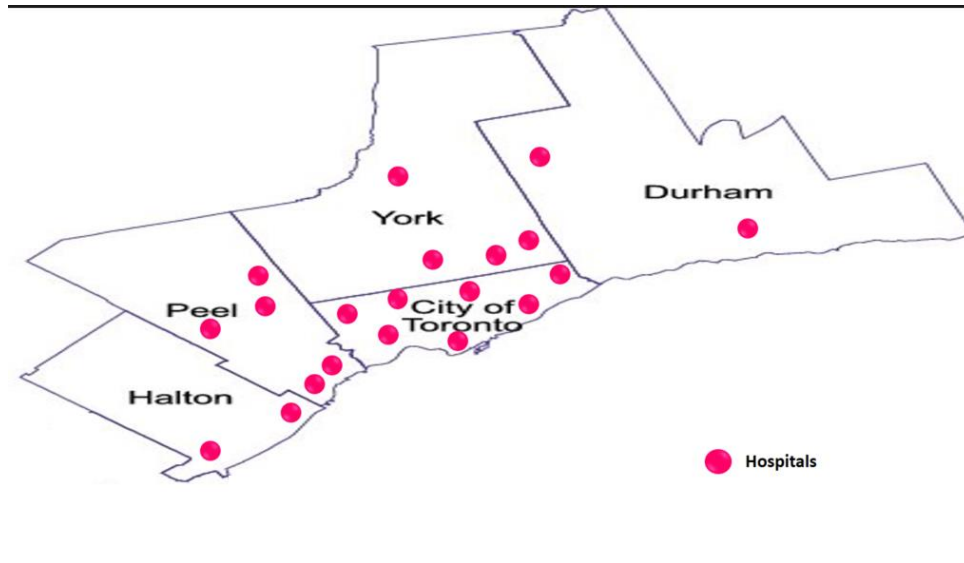 Durham
York
Peel
City of
Toronto
Halton
Hospitals